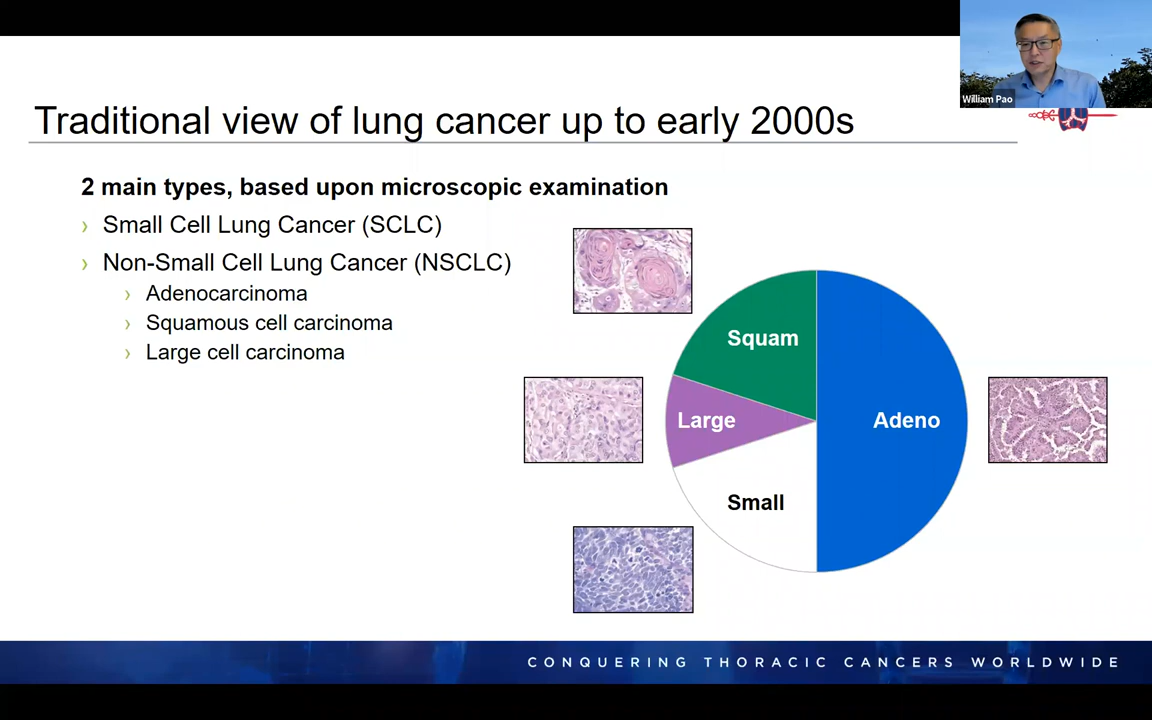 William Pao
Traditional view of lung cancer up to early 2000s
2 main types, based upon microscopic examination
› Small Cell Lung Cancer (SCLC)
› Non-Small Cell Lung Cancer (NSCLC)
› Adenocarcinoma
› Squamous cell carcinoma
› Large cell carcinoma
Squam
Large
Adeno
Small
CONQUERING THORACIC CANCERS WORLDWIDE